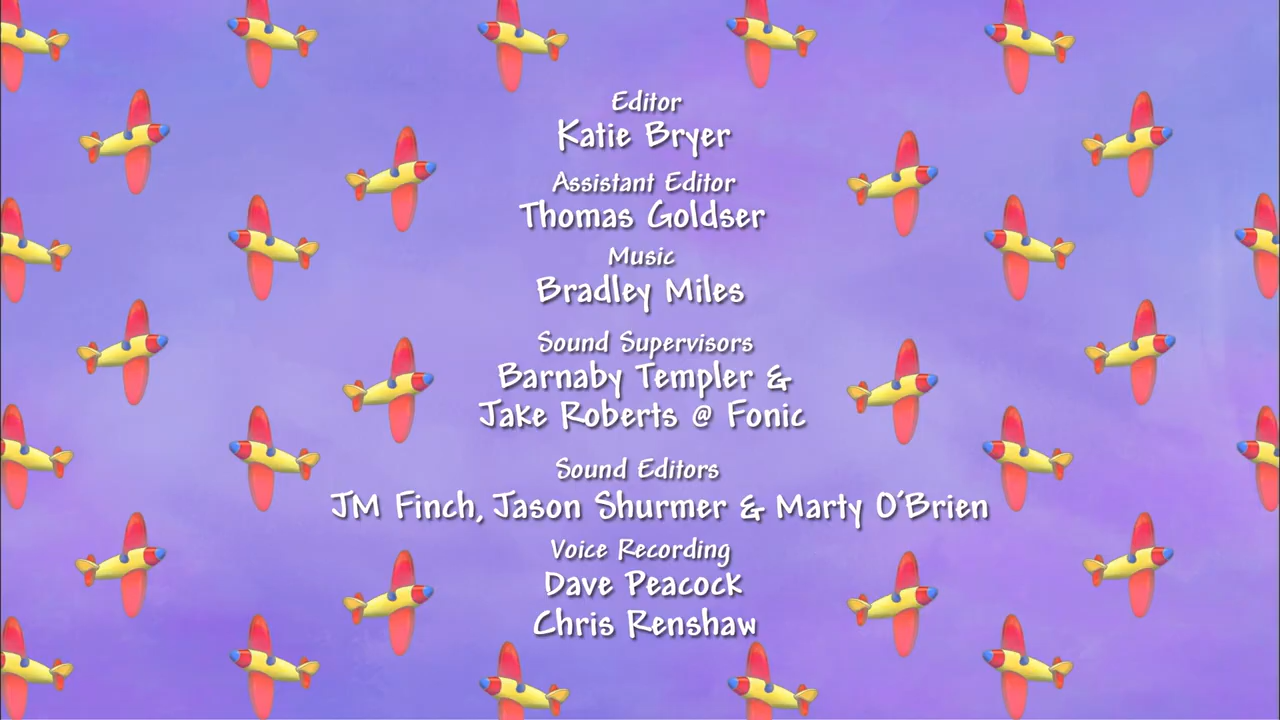 Editor
Katie Bryer
Assistant Editor
Thomas Goldser
Music
Bradley Miles
Sound Supervisors
Barnaby Templer &
Jake Roberts @ Fonic
Sound Editors
JM Finch, Jason Shurmer & Marty O'Brien
Voice Recording
Dave Peacock
Chris Renshaw